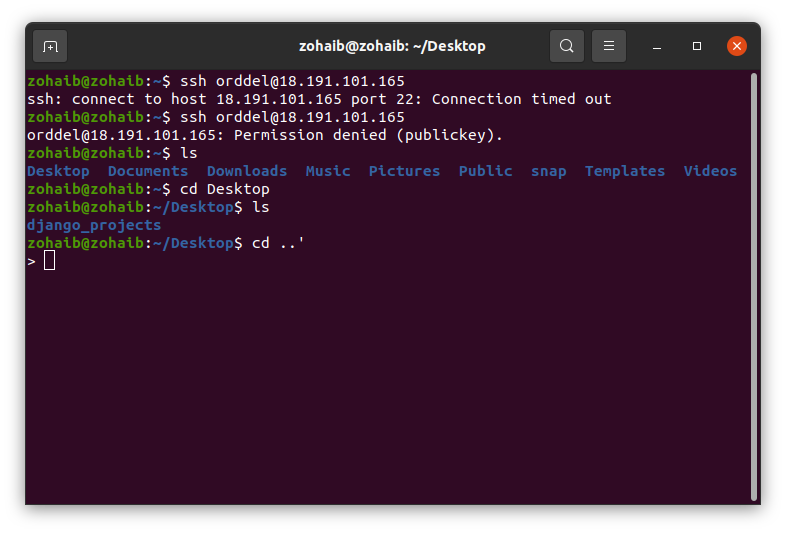 zohaib@zohaib: ~/Desktop
zohaib@zohaib:~$ ssh orddel@18.191.101.165
ssh: connect to host 18.191.101.165 port 22: Connection timed out
zohaib@zohaib:~$ ssh orddel@18.191.101.165
orddel@18.191.101.165: Permission denied (publickey).
zohaib@zohaib:~$ ls
Desktop  Documents  Downloads  Music  Pictures  Public  snap  Templates  Videos
zohaib@zohaib:~$ cd Desktop
zohaib@zohaib:~/Desktop$ ls
django_projects
zohaib@zohaib:~/Desktop$ cd ..'
>